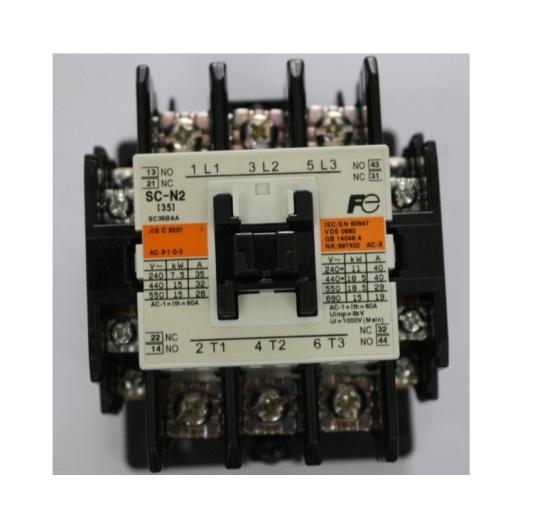 13 NO 1 L1 3 L2 5 L3 NO 43
21 NC NC 31
SC-N2
[35]
SC36BAA
Fe
JIS C 8201
AC-3-1-0-0
IEC/EN 60947
VDE 0660
GB 14048.4
NK:99T402 AC-3
V~ kW A
240 7.5 35
440 15 32
550 15 26
AC-1=Ith=60A
V~ kW A
240= 11 40
440= 18.5 40
550 18.5 29
690 15 19
AC-1=Ith=60A
Uimp=8kV
Ui=1000V(Main)
22 NC 2 T1 4 T2 6 T3 NC 32
14 NO NO 44